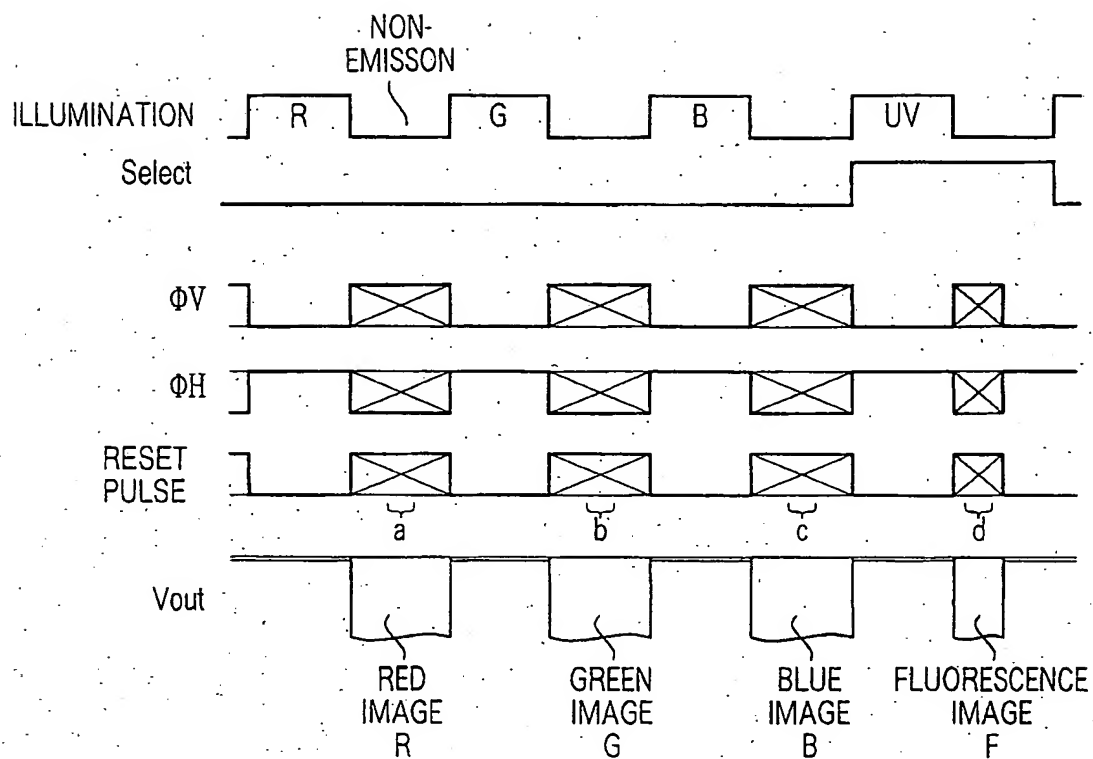 NON-
EMISSON
ILLUMINATION
R
G
B
UV
Select
ΦV
ΦH
RESET
PULSE
a
b
c
d
Vout
RED
IMAGE
R
GREEN
IMAGE
G
BLUE
IMAGE
B
FLUORESCENCE
IMAGE
F